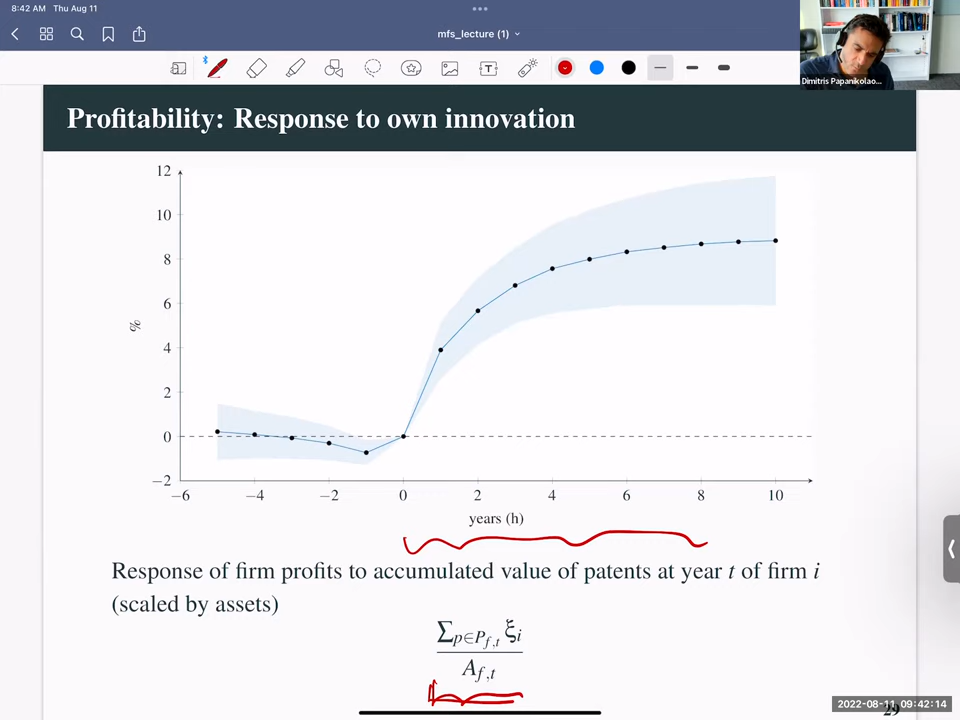 8:42 AM Thu Aug 11
mfs_lecture (1)
Dimitris Papanikolao...
Profitability: Response to own innovation
12
10
8
6
4
2
0
−2
%
−6 −4 −2 0 2 4 6 8 10
years (h)
Response of firm profits to accumulated value of patents at year t of firm i
(scaled by assets)
∑p∈Pf,t ξi
Af,t
2022-08-11 09:42:14
29